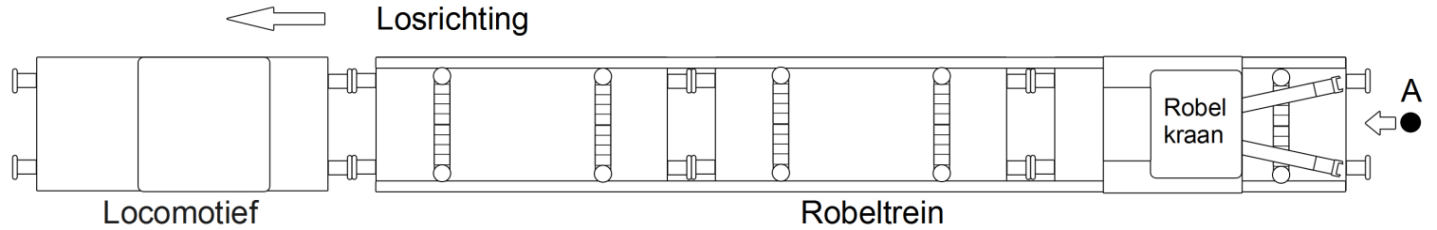 Losrichting
A
Robel
kraan
Locomotief
Robeltrein